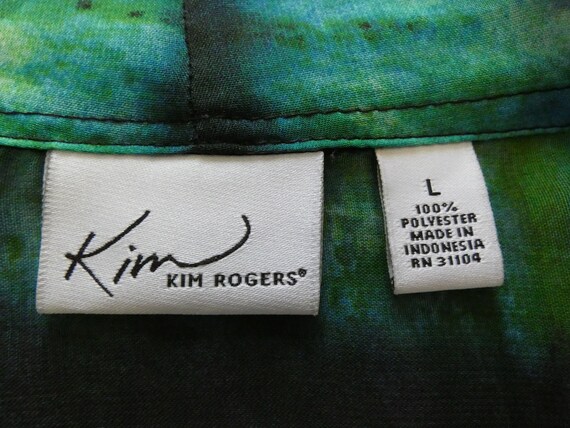 Kim
KIM ROGERS®
L
100%
POLYESTER
MADE IN
INDONESIA
RN 31104